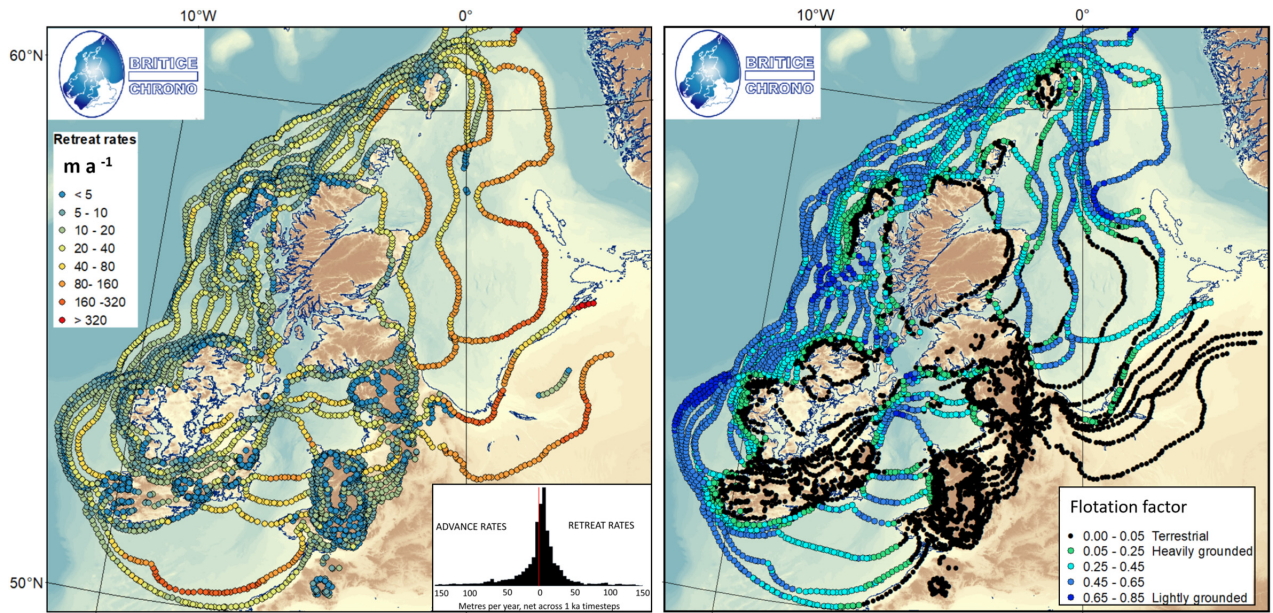 10°W
0°
60°N
BRITICE
CHRONO
Retreat rates
m a -1
< 5
5 - 10
10 - 20
20 - 40
40 - 80
80- 160
160 -320
> 320
50°N
ADVANCE RATES
RETREAT RATES
150 100 50 0 50 100 150
Metres per year, net across 1 ka timesteps
10°W
0°
BRITICE
CHRONO
Flotation factor
0.00 - 0.05 Terrestrial
0.05 - 0.25 Heavily grounded
0.25 - 0.45
0.45 - 0.65
0.65 - 0.85 Lightly grounded